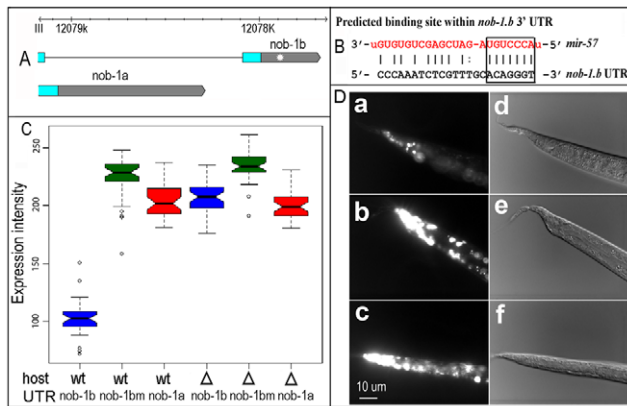 III 12079k 12078K
nob-1b
A
nob-1a
Predicted binding site within nob-1.b 3' UTR
B 3'- uGUGUGUCGAGCUAG-AUGUCCCAu -5' mir-57
5'- CCCAAATCTCGTTTGCACAGGGT -3' nob-1.b UTR
C
Expression intensity
250
200
150
100
host wt wt wt Δ Δ Δ
UTR nob-1b nob-1bm nob-1a nob-1b nob-1bm nob-1a
D
a d
b e
c f
10 um